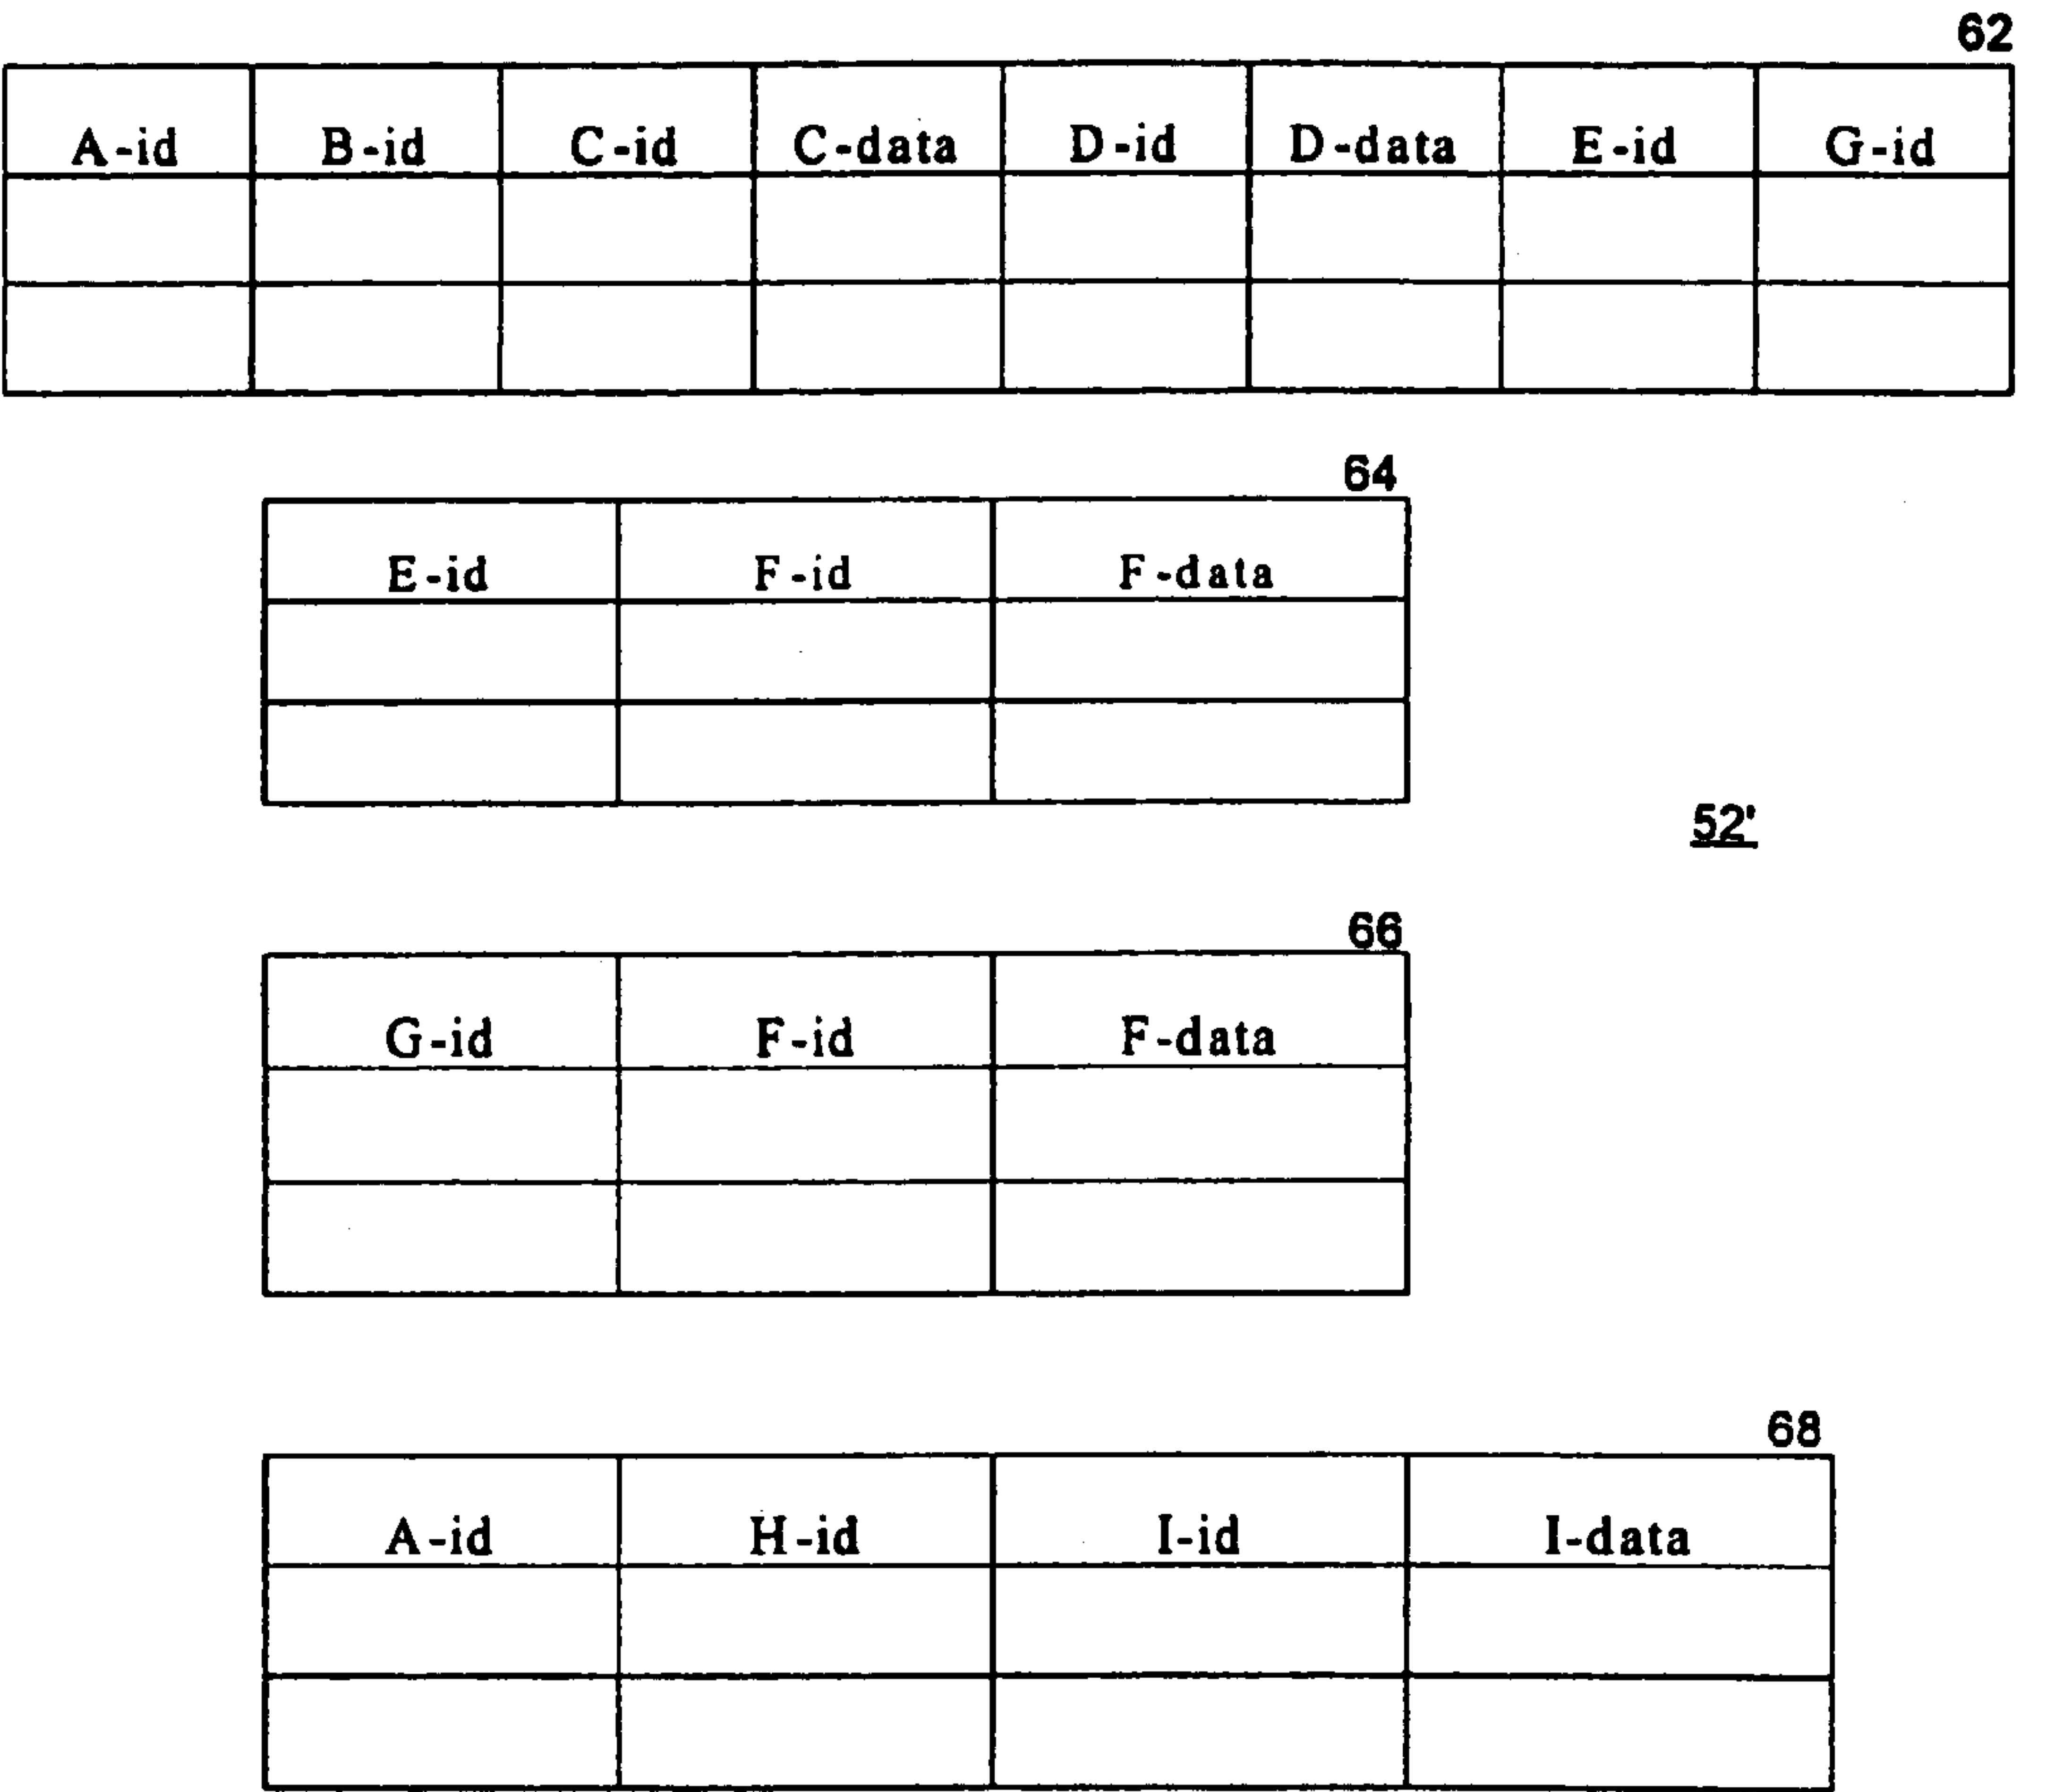 62
A-id B-id C-id C-data D-id D-data E-id G-id
64
E-id F-id F-data
52'
66
G-id F-id F-data
68
A-id H-id I-id I-data